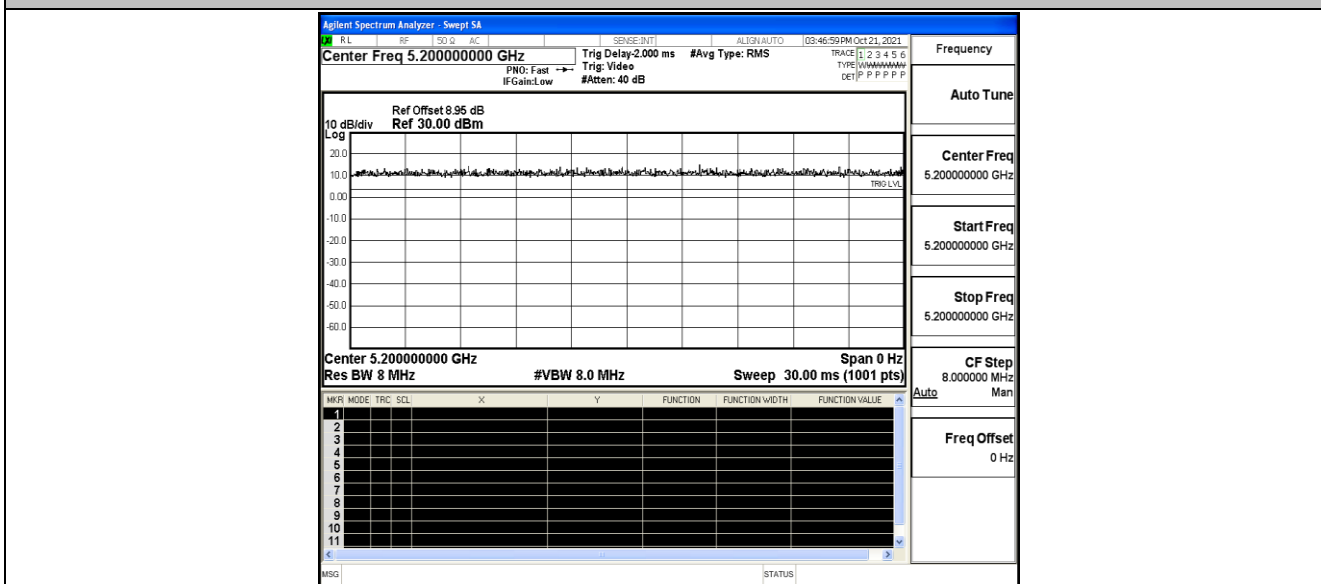 Agilent Spectrum Analyzer - Swept SA
LXI RL RF 50 Ω AC SENSE:INT ALIGN AUTO 03:46:59 PM Oct 21, 2021
Center Freq 5.200000000 GHz
PNO: Fast
IFGain:Low
Trig Delay-2.000 ms
Trig: Video
#Atten: 40 dB
#Avg Type: RMS
TRACE 1 2 3 4 5 6
TYPE
DET P P P P P P
Ref Offset 8.95 dB
10 dB/div Ref 30.00 dBm
Log
20.0
10.0
0.00
-10.0
-20.0
-30.0
-40.0
-50.0
-60.0
TRIG LVL
Center 5.200000000 GHz Span 0 Hz
Res BW 8 MHz #VBW 8.0 MHz Sweep 30.00 ms (1001 pts)
MKR MODE TRC SCL X Y FUNCTION FUNCTION WIDTH FUNCTION VALUE
1
2
3
4
5
6
7
8
9
10
11
MSG STATUS
Frequency
Auto Tune
Center Freq
5.200000000 GHz
Start Freq
5.200000000 GHz
Stop Freq
5.200000000 GHz
CF Step
8.000000 MHz
Auto Man
Freq Offset
0 Hz